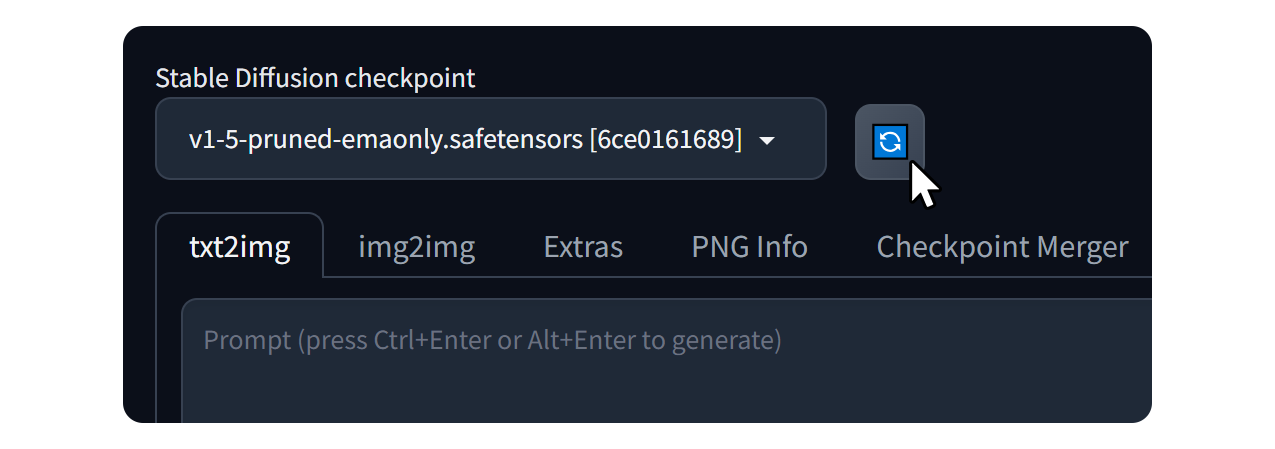 Stable Diffusion checkpoint
v1-5-pruned-emaonly.safetensors [6ce0161689]
txt2img img2img Extras PNG Info Checkpoint Merger
Prompt (press Ctrl+Enter or Alt+Enter to generate)